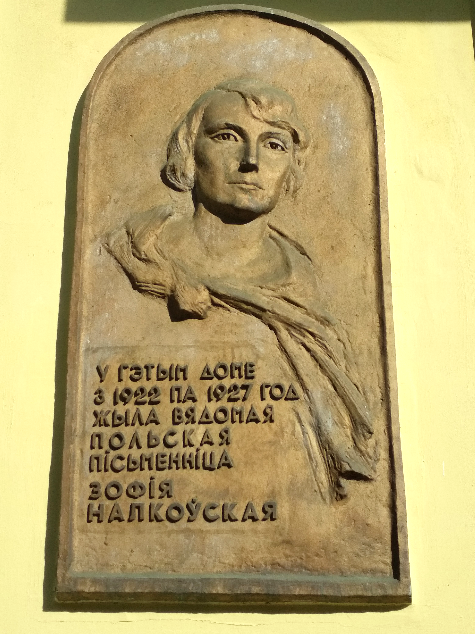 У ГЭТЫМ ДОМЕ
З 1922 ПА 1927 ГОД
ЖЫЛА ВЯДОМАЯ
ПОЛЬСКАЯ
ПІСЬМЕННІЦА
ЗОФІЯ
НАЛКОЎСКАЯ